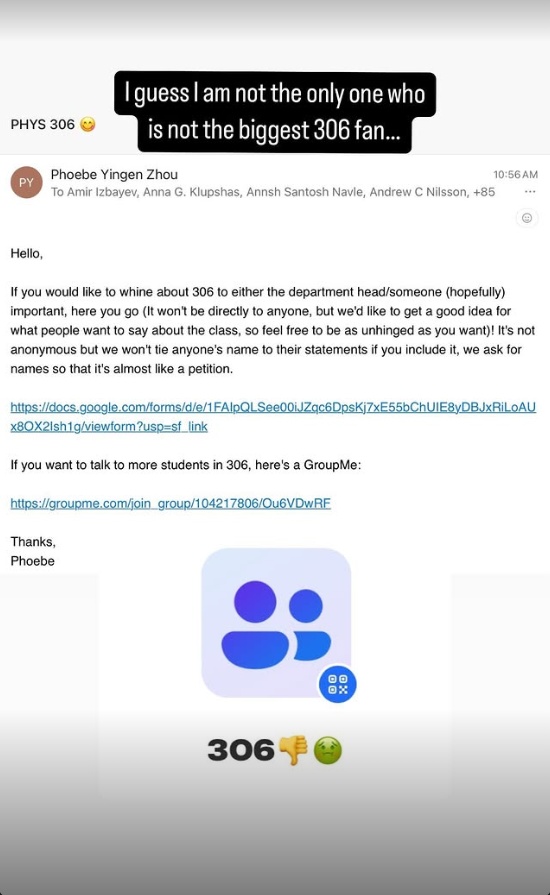 I guess I am not the only one who
is not the biggest 306 fan...
PHYS 306 😋
PY
Phoebe Yingen Zhou
10:56 AM
To Amir Izbayev, Anna G. Klupshas, Annsh Santosh Navle, Andrew C Nilsson, +85
Hello,
If you would like to whine about 306 to either the department head/someone (hopefully)
important, here you go (It won't be directly to anyone, but we'd like to get a good idea for
what people want to say about the class, so feel free to be as unhinged as you want)! It's not
anonymous but we won't tie anyone's name to their statements if you include it, we ask for
names so that it's almost like a petition.
https://docs.google.com/forms/d/e/1FAIpQLSee00iJZqc6DpsKj7xE55bChUIE8yDBJxRiLoAU
x8OX2Ish1g/viewform?usp=sf_link
If you want to talk to more students in 306, here's a GroupMe:
https://groupme.com/join_group/104217806/Ou6VDwRF
Thanks,
Phoebe
306👎🤢